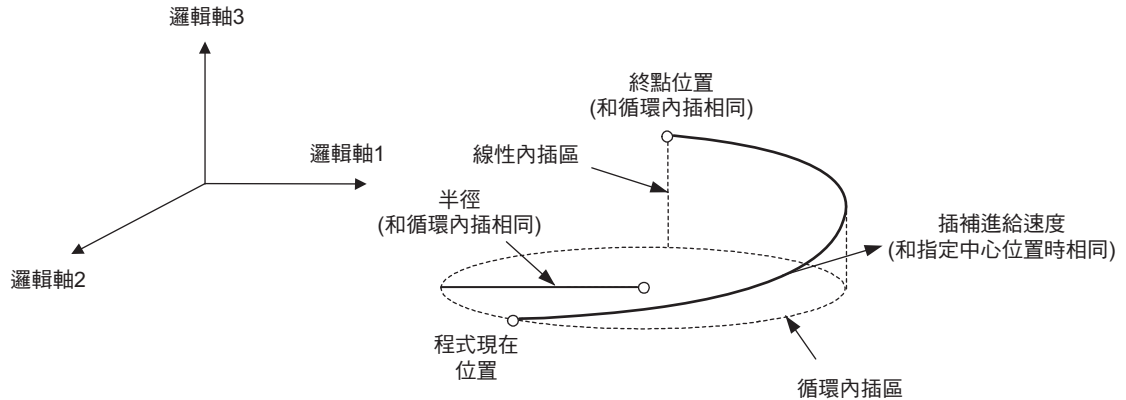 邏輯軸3
終點位置
(和循環內插相同)
線性內插區
邏輯軸1
半徑
(和循環內插相同)
插補進給速度
(和指定中心位置時相同)
邏輯軸2
程式現在
位置
循環內插區